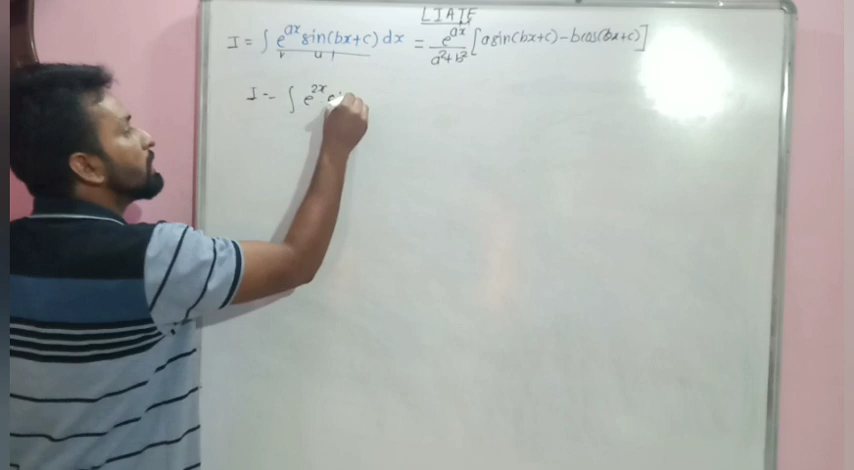 LIATE
I = ∫ e^{ax} sin(bx+c) dx = e^{ax}/(a²+b²) [a sin(bx+c) - b cos(bx+c)]
I = ∫ e^{2x}